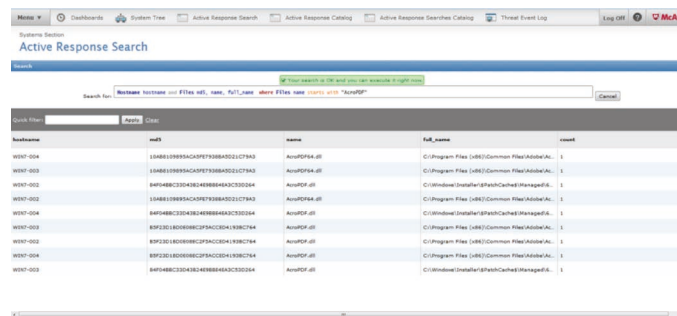 Menu ▼ Dashboards System Tree Active Response Search Active Response Catalog Active Response Searches Catalog Threat Event Log Log Off McA
Systems Section
Active Response Search
Search
Your search is OK and you can execute it right now
Search for: Hostname hostname and Files md5, name, full_name where Files name starts with "AcroPDF" Cancel
Quick filter: Apply Clear
hostname md5 name full_name count
WIN7-004 AcroPDF64.dll C:\Program Files (x86)\Common Files\Adobe\Ac.. 1
WIN7-003 AcroPDF64.dll C:\Program Files (x86)\Common Files\Adobe\Ac.. 1
WIN7-002 AcroPDF.dll C:\Windows\Installer\$PatchCache$\Managed\6.. 1
WIN7-002 AcroPDF64.dll C:\Program Files (x86)\Common Files\Adobe\Ac.. 1
WIN7-004 AcroPDF.dll C:\Windows\Installer\$PatchCache$\Managed\6.. 1
WIN7-003 AcroPDF.dll C:\Program Files (x86)\Common Files\Adobe\Ac.. 1
WIN7-002 AcroPDF.dll C:\Program Files (x86)\Common Files\Adobe\Ac.. 1
WIN7-004 AcroPDF.dll C:\Program Files (x86)\Common Files\Adobe\Ac.. 1
WIN7-003 AcroPDF.dll C:\Windows\Installer\$PatchCache$\Managed\6.. 1